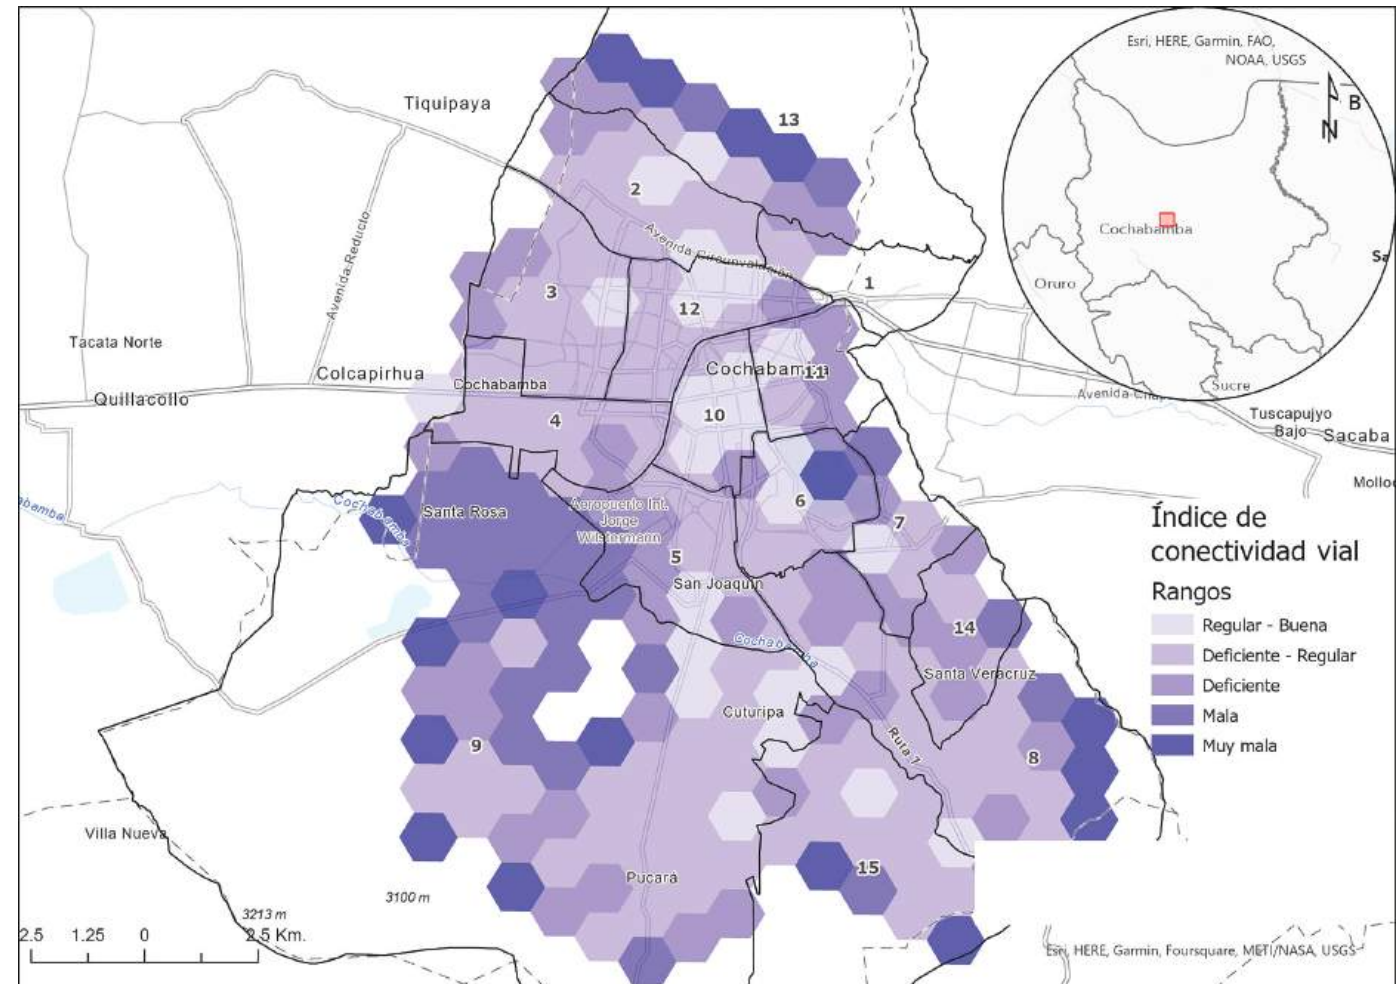 Esri, HERE, Garmin, FAO,
NOAA, USGS
B
N
Cochabamba
Oruro
Sucre
Tiquipaya
13
2
Avenida Reducto
Avenida Circunvalación
1
3
12
Tacata Norte
Colcapirhua
Cochabamba
Cochabamba
11
Quillacollo
10
4
Tuscapujyo
Bajo
Sacaba
Santa Rosa
Cochabamba
Aeropuerto Int.
Jorge
Wilstermann
6
7
5
San Joaquín
Cochabamba
14
Santa Veracruz
Cuturipa
Ruta 7
9
8
Villa Nueva
15
Pucará
3100 m
3213 m
2.5 1.25 0 2.5 Km.
Índice de
conectividad vial
Rangos
Regular - Buena
Deficiente - Regular
Deficiente
Mala
Muy mala
Esri, HERE, Garmin, Foursquare, METI/NASA, USGS